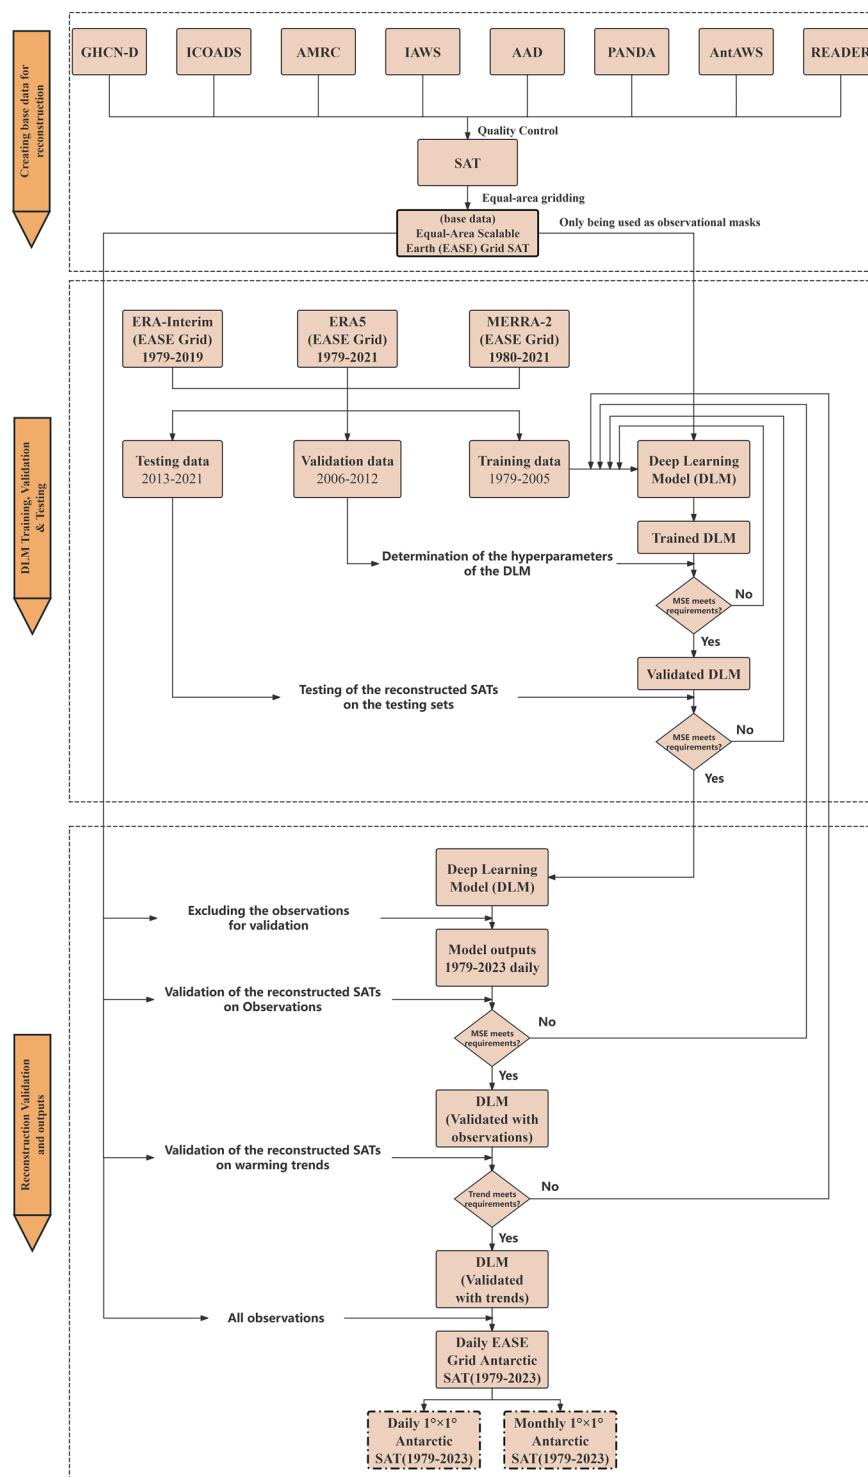 Creating base data for
reconstruction
GHCN-D
ICOADS
AMRC
IAWS
AAD
PANDA
AntAWS
READER
Quality Control
SAT
Equal-area gridding
(base data)
Equal-Area Scalable
Earth (EASE) Grid SAT
Only being used as observational masks
DLM Training, Validation
& Testing
ERA-Interim
(EASE Grid)
1979-2019
ERA5
(EASE Grid)
1979-2021
MERRA-2
(EASE Grid)
1980-2021
Testing data
2013-2021
Validation data
2006-2012
Training data
1979-2005
Deep Learning
Model (DLM)
Trained DLM
Determination of the hyperparameters
of the DLM
MSE meets
requirements?
No
Yes
Validated DLM
Testing of the reconstructed SATs
on the testing sets
MSE meets
requirements?
No
Yes
Reconstruction Validation
and outputs
Deep Learning
Model (DLM)
Excluding the observations
for validation
Model outputs
1979-2023 daily
Validation of the reconstructed SATs
on Observations
MSE meets
requirements?
No
Yes
DLM
(Validated with
observations)
Validation of the reconstructed SATs
on warming trends
Trend meets
requirements?
No
Yes
DLM
(Validated
with trends)
All observations
Daily EASE
Grid Antarctic
SAT(1979-2023)
Daily 1°×1°
Antarctic
SAT(1979-2023)
Monthly 1°×1°
Antarctic
SAT(1979-2023)